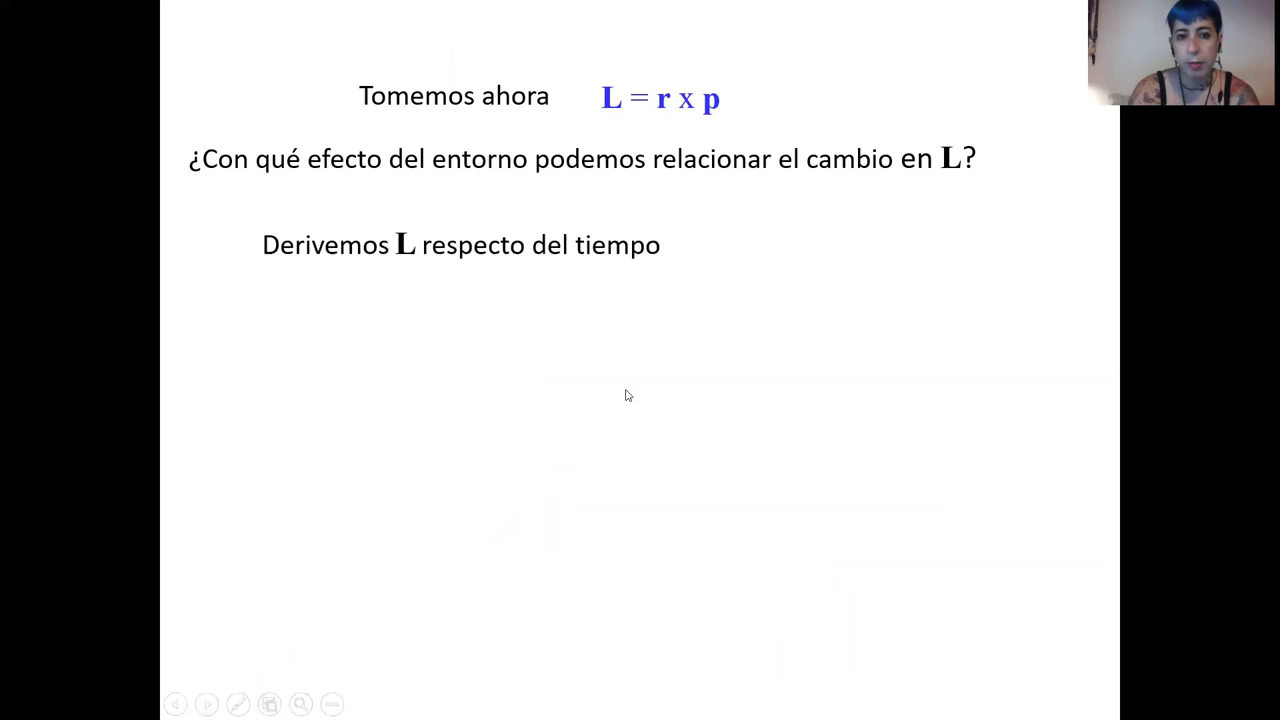 Tomemos ahora L = r x p
¿Con qué efecto del entorno podemos relacionar el cambio en L?
Derivemos L respecto del tiempo